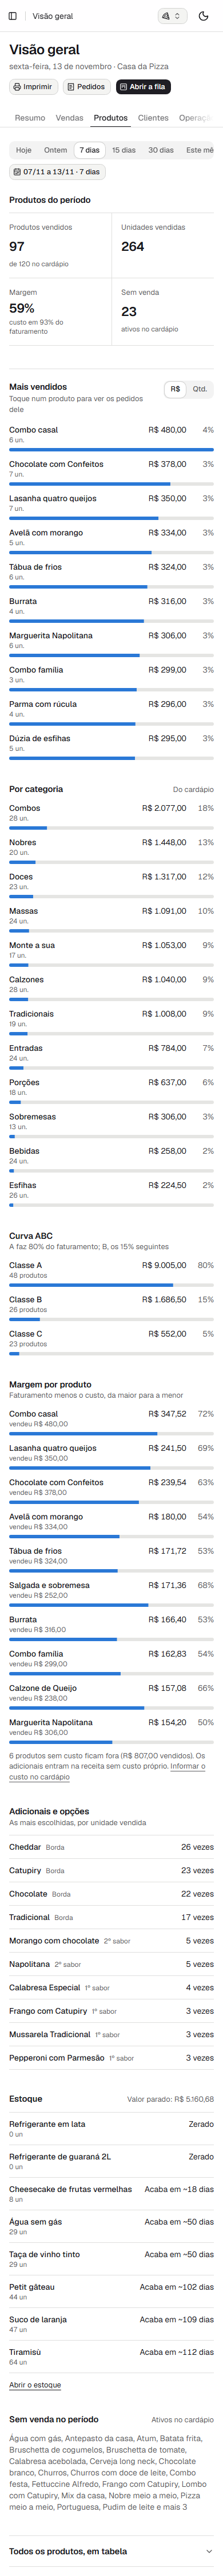 Visão geral
Visão geral
sexta-feira, 13 de novembro · Casa da Pizza
Imprimir Pedidos Abrir a fila
Resumo Vendas Produtos Clientes Operaçã
Hoje Ontem 7 dias 15 dias 30 dias Este mê
07/11 a 13/11 · 7 dias
Produtos do período
Produtos vendidos Unidades vendidas
97 264
de 120 no cardápio
Margem Sem venda
59% 23
custo em 93% do
faturamento
ativos no cardápio
Mais vendidos R$ Qtd.
Toque num produto para ver os pedidos
dele
Combo casal R$ 480,00 4%
6 un.
Chocolate com Confeitos R$ 378,00 3%
7 un.
Lasanha quatro queijos R$ 350,00 3%
7 un.
Avelã com morango R$ 334,00 3%
5 un.
Tábua de frios R$ 324,00 3%
6 un.
Burrata R$ 316,00 3%
4 un.
Marguerita Napolitana R$ 306,00 3%
6 un.
Combo família R$ 299,00 3%
3 un.
Parma com rúcula R$ 296,00 3%
4 un.
Dúzia de esfihas R$ 295,00 3%
5 un.
Por categoria Do cardápio
Combos R$ 2.077,00 18%
28 un.
Nobres R$ 1.448,00 13%
20 un.
Doces R$ 1.317,00 12%
23 un.
Massas R$ 1.091,00 10%
24 un.
Monte a sua R$ 1.053,00 9%
17 un.
Calzones R$ 1.040,00 9%
28 un.
Tradicionais R$ 1.008,00 9%
19 un.
Entradas R$ 784,00 7%
24 un.
Porções R$ 637,00 6%
18 un.
Sobremesas R$ 306,00 3%
13 un.
Bebidas R$ 258,00 2%
24 un.
Esfihas R$ 224,50 2%
26 un.
Curva ABC
A faz 80% do faturamento; B, os 15% seguintes
Classe A R$ 9.005,00 80%
48 produtos
Classe B R$ 1.686,50 15%
26 produtos
Classe C R$ 552,00 5%
23 produtos
Margem por produto
Faturamento menos o custo, da maior para a menor
Combo casal R$ 347,52 72%
vendeu R$ 480,00
Lasanha quatro queijos R$ 241,50 69%
vendeu R$ 350,00
Chocolate com Confeitos R$ 239,54 63%
vendeu R$ 378,00
Avelã com morango R$ 180,00 54%
vendeu R$ 334,00
Tábua de frios R$ 171,72 53%
vendeu R$ 324,00
Salgada e sobremesa R$ 171,36 68%
vendeu R$ 252,00
Burrata R$ 166,40 53%
vendeu R$ 316,00
Combo família R$ 162,83 54%
vendeu R$ 299,00
Calzone de Queijo R$ 157,08 66%
vendeu R$ 238,00
Marguerita Napolitana R$ 154,20 50%
vendeu R$ 306,00
6 produtos sem custo ficam fora (R$ 807,00 vendidos). Os
adicionais entram na receita sem custo próprio. Informar o
custo no cardápio
Adicionais e opções
As mais escolhidas, por unidade vendida
Cheddar Borda 26 vezes
Catupiry Borda 23 vezes
Chocolate Borda 22 vezes
Tradicional Borda 17 vezes
Morango com chocolate 2º sabor 5 vezes
Napolitana 2º sabor 5 vezes
Calabresa Especial 1º sabor 4 vezes
Frango com Catupiry 1º sabor 3 vezes
Mussarela Tradicional 1º sabor 3 vezes
Pepperoni com Parmesão 1º sabor 3 vezes
Estoque Valor parado: R$ 5.160,68
Refrigerante em lata Zerado
0 un
Refrigerante de guaraná 2L Zerado
0 un
Cheesecake de frutas vermelhas Acaba em ~18 dias
8 un
Água sem gás Acaba em ~50 dias
29 un
Taça de vinho tinto Acaba em ~50 dias
29 un
Petit gâteau Acaba em ~102 dias
44 un
Suco de laranja Acaba em ~109 dias
47 un
Tiramisù Acaba em ~112 dias
64 un
Abrir o estoque
Sem venda no período Ativos no cardápio
Água com gás, Antepasto da casa, Atum, Batata frita,
Bruschetta de cogumelos, Bruschetta de tomate,
Calabresa acebolada, Cerveja long neck, Chocolate
branco, Churros, Churros com doce de leite, Combo
festa, Fettuccine Alfredo, Frango com Catupiry, Lombo
com Catupiry, Mix da casa, Nobre meio a meio, Pizza
meio a meio, Portuguesa, Pudim de leite e mais 3
Todos os produtos, em tabela